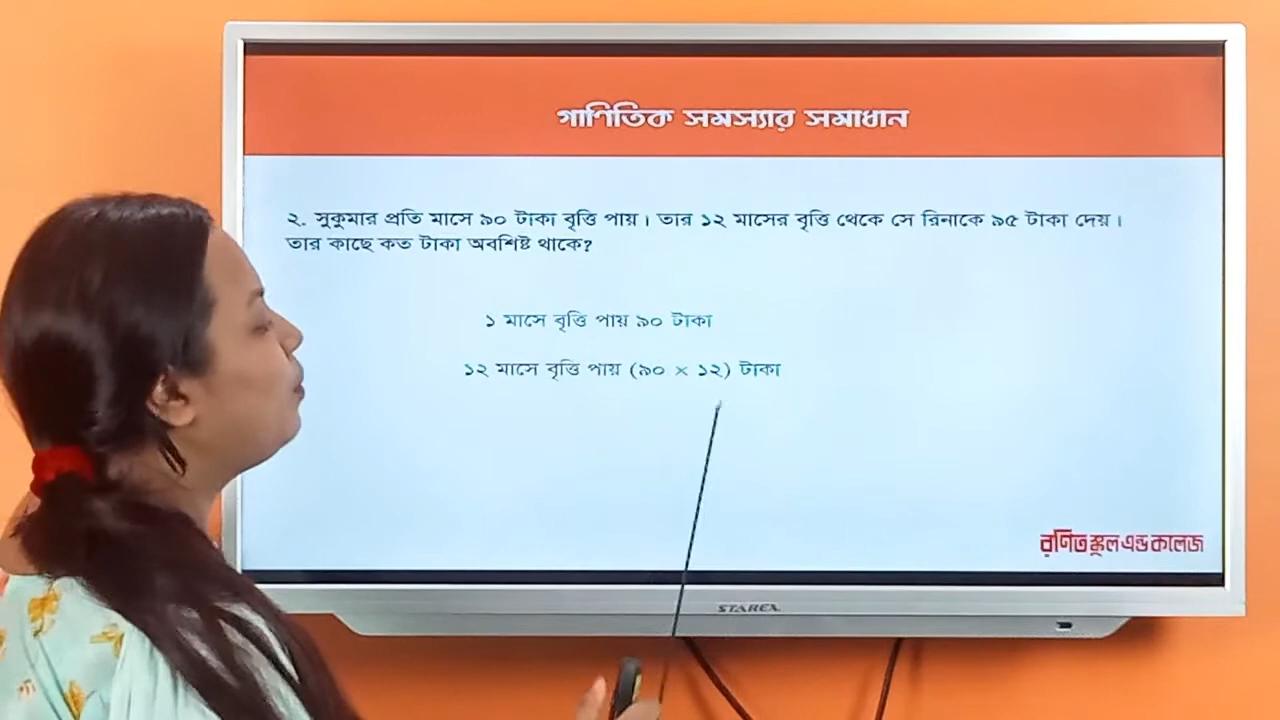 গাণিতিক সমস্যার সমাধান
২. সুকুমার প্রতি মাসে ৯০ টাকা বৃত্তি পায়। তার ১২ মাসের বৃত্তি থেকে সে রিনাকে ৯৫ টাকা দেয়।
তার কাছে কত টাকা অবশিষ্ট থাকে?
১ মাসে বৃত্তি পায় ৯০ টাকা
১২ মাসে বৃত্তি পায় (৯০ × ১২) টাকা
রণিত স্কুল এন্ড কলেজ
STAREX